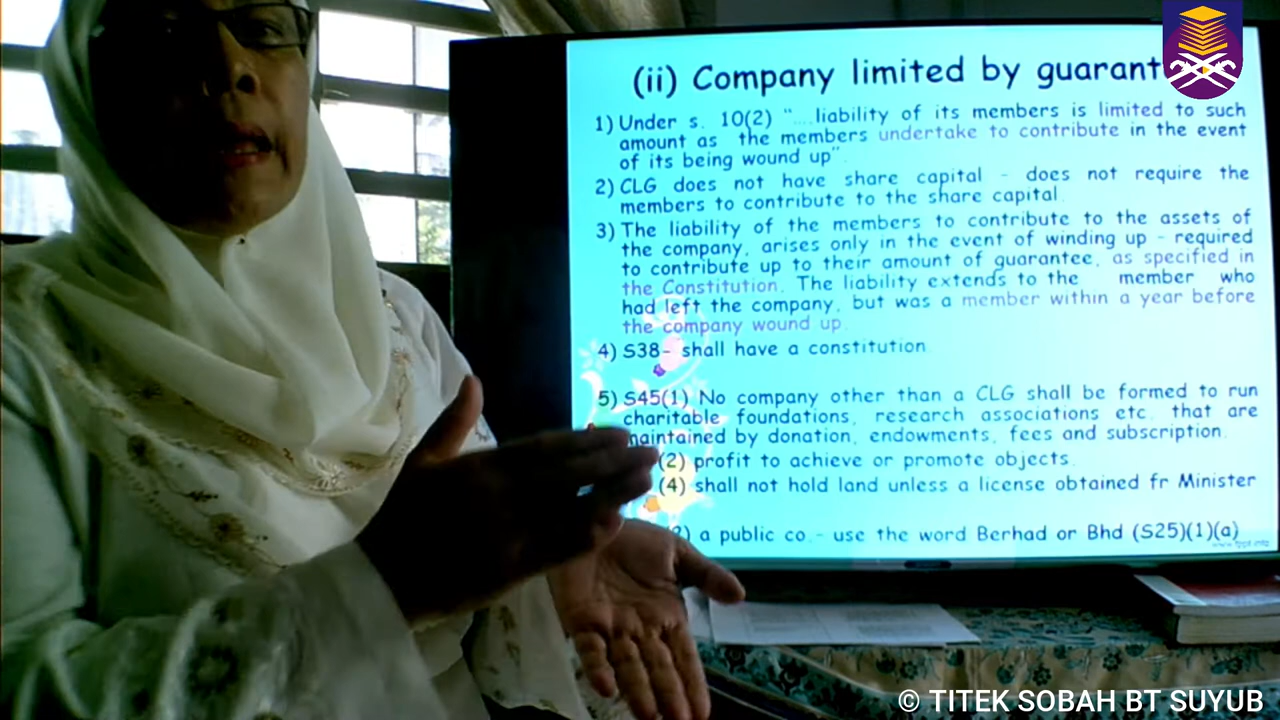 (ii) Company limited by guarant
1) Under s. 10(2) "....liability of its members is limited to such
amount as the members undertake to contribute in the event
of its being wound up".
2) CLG does not have share capital - does not require the
members to contribute to the share capital.
3) The liability of the members to contribute to the assets of
the company, arises only in the event of winding up - required
to contribute up to their amount of guarantee, as specified in
the Constitution. The liability extends to the member who
had left the company, but was a member within a year before
the company wound up.
4) S38- shall have a constitution
5) S45(1) No company other than a CLG shall be formed to run
charitable foundations, research associations etc. that are
maintained by donation, endowments, fees and subscription.
(2) profit to achieve or promote objects.
(4) shall not hold land unless a license obtained fr Minister
) a public co - use the word Berhad or Bhd (S25)(1)(a)
© TITEK SOBAH BT SUYUB